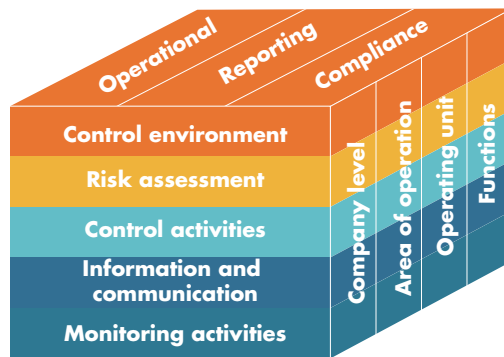 Operational
Reporting
Compliance
Control environment
Risk assessment
Control activities
Information and
communication
Monitoring activities
Company level
Area of operation
Operating unit
Functions